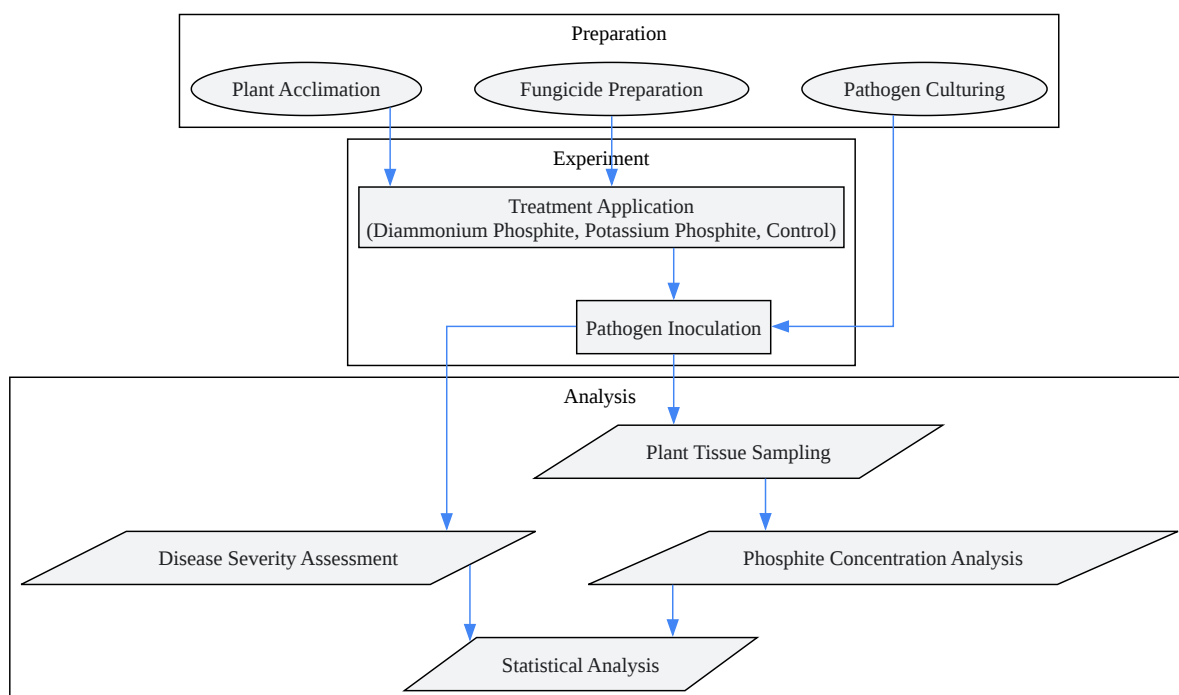 Preparation
Plant Acclimation
Fungicide Preparation
Pathogen Culturing
Experiment
Treatment Application
(Diammonium Phosphite, Potassium Phosphite, Control)
Pathogen Inoculation
Analysis
Plant Tissue Sampling
Disease Severity Assessment
Phosphite Concentration Analysis
Statistical Analysis